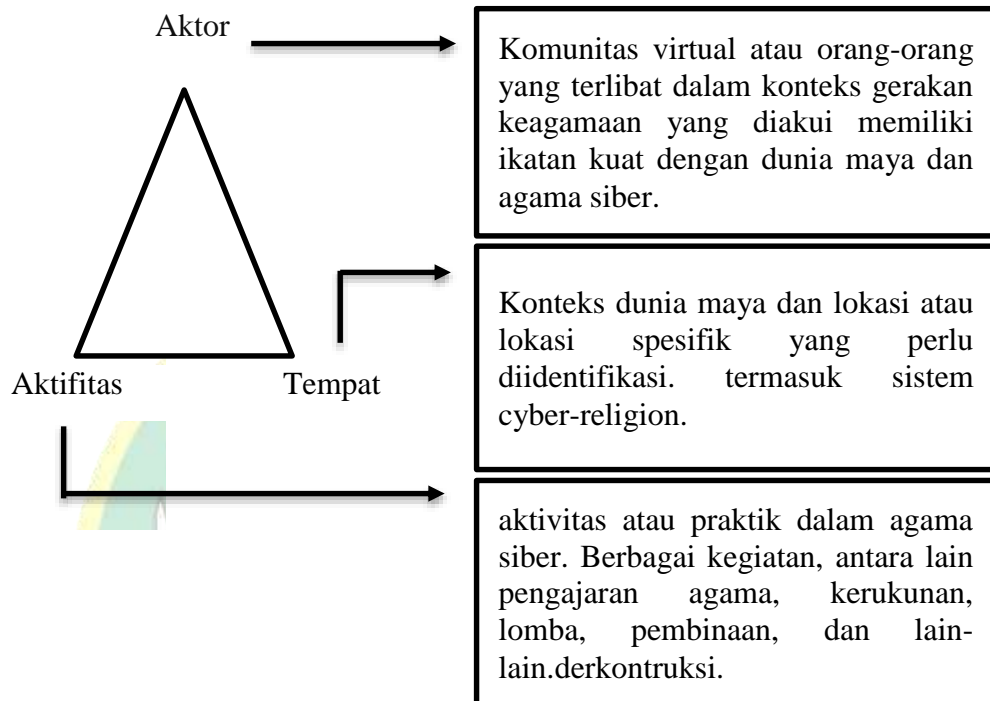 Aktor
Komunitas virtual atau orang-orang
yang terlibat dalam konteks gerakan
keagamaan yang diakui memiliki
ikatan kuat dengan dunia maya dan
agama siber.
Konteks dunia maya dan lokasi atau
lokasi spesifik yang perlu
diidentifikasi. termasuk sistem
cyber-religion.
Aktifitas
Tempat
aktivitas atau praktik dalam agama
siber. Berbagai kegiatan, antara lain
pengajaran agama, kerukunan,
lomba, pembinaan, dan lain-
lain.derkontruksi.